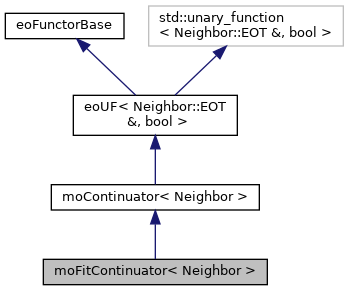 eoFunctorBase
std::unary_function
< Neighbor::EOT &, bool >
eoUF< Neighbor::EOT
&, bool >
moContinuator< Neighbor >
moFitContinuator< Neighbor >